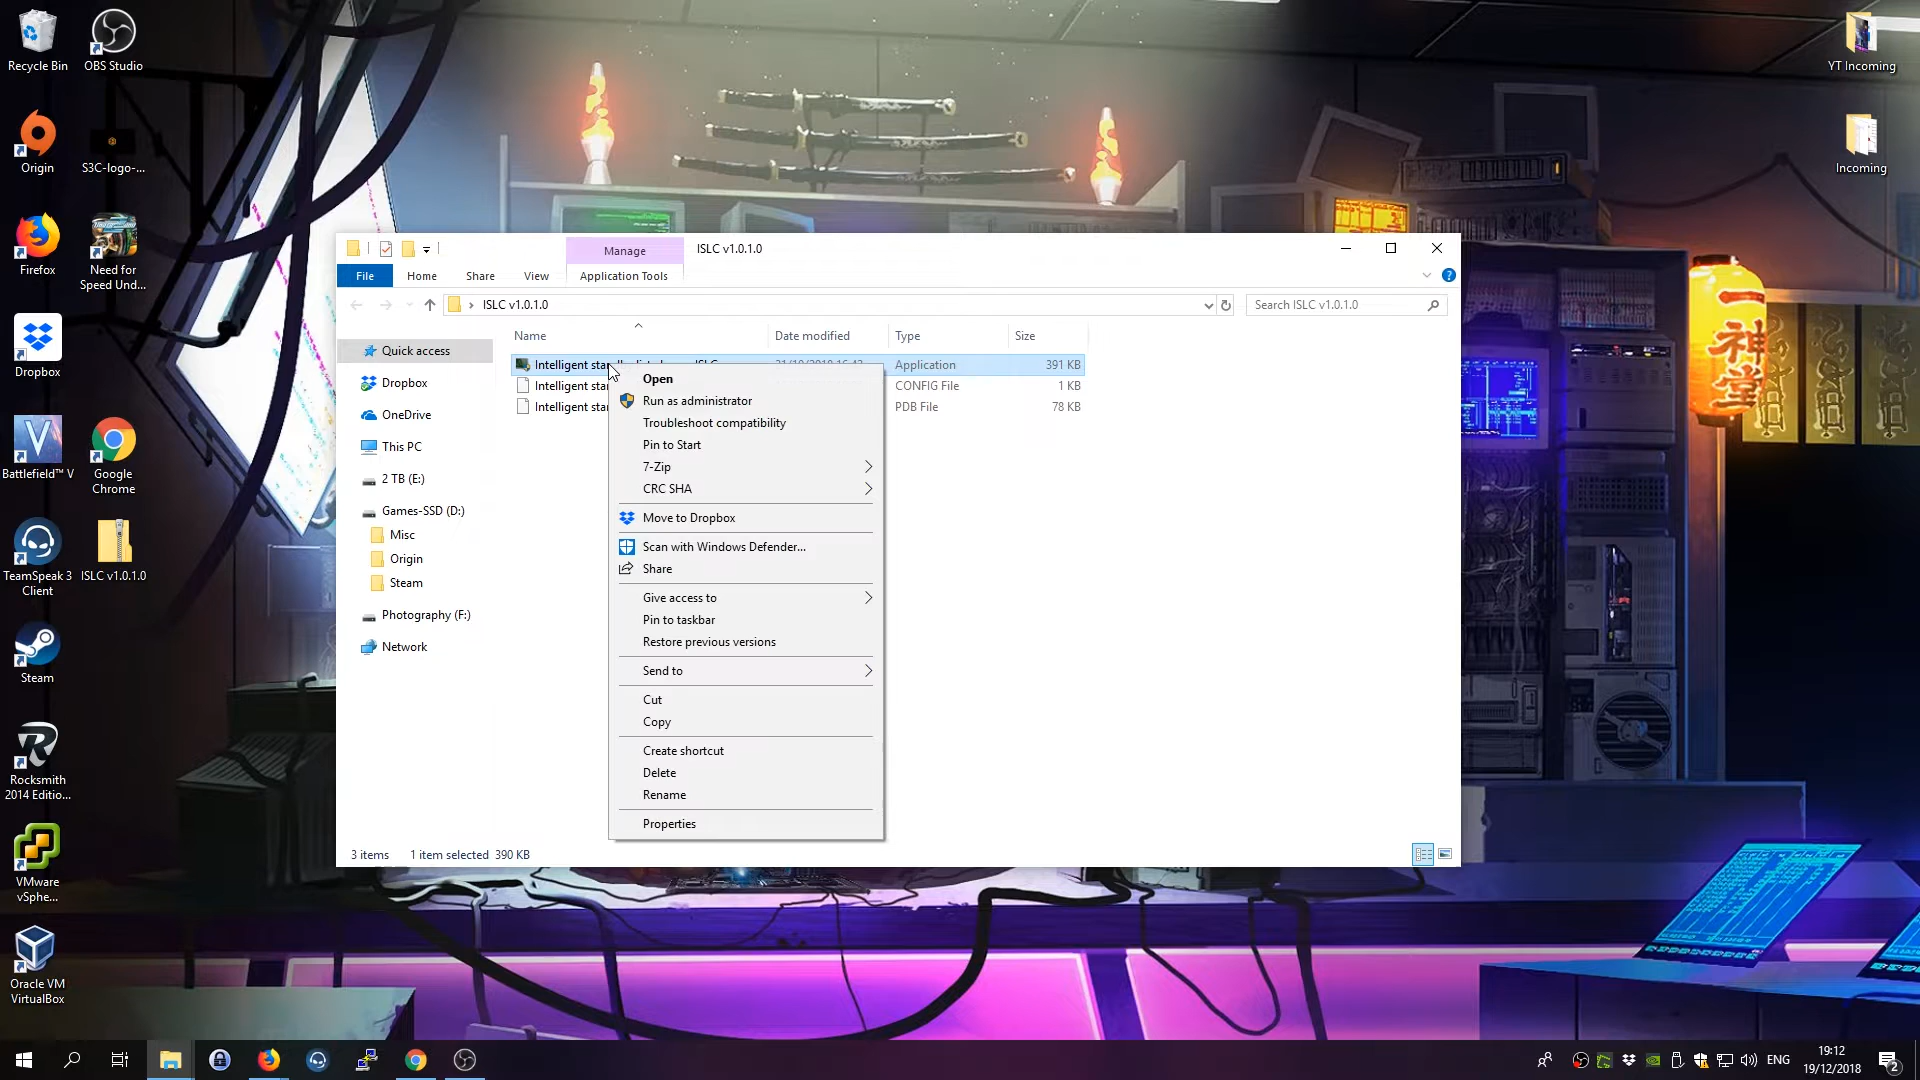 Recycle Bin
OBS Studio
Origin
S3C-logo-...
Firefox
Need for
Speed Und...
Dropbox
Battlefield™ V
Google
Chrome
TeamSpeak 3
Client
ISLC v1.0.1.0
Steam
Rocksmith
2014 Editio...
VMware
vSphe...
Oracle VM
VirtualBox
YT Incoming
Incoming
Manage
ISLC v1.0.1.0
File
Home
Share
View
Application Tools
ISLC v1.0.1.0
Search ISLC v1.0.1.0
Name
Date modified
Type
Size
Quick access
Dropbox
OneDrive
This PC
2 TB (E:)
Games-SSD (D:)
Misc
Origin
Steam
Photography (F:)
Network
Intelligent
Application
391 KB
Intelligent
CONFIG File
1 KB
Intelligent
PDB File
78 KB
Open
Run as administrator
Troubleshoot compatibility
Pin to Start
7-Zip
CRC SHA
Move to Dropbox
Scan with Windows Defender...
Share
Give access to
Pin to taskbar
Restore previous versions
Send to
Cut
Copy
Create shortcut
Delete
Rename
Properties
3 items
1 item selected 390 KB
一神堂
ENG
19:12
19/12/2018
2